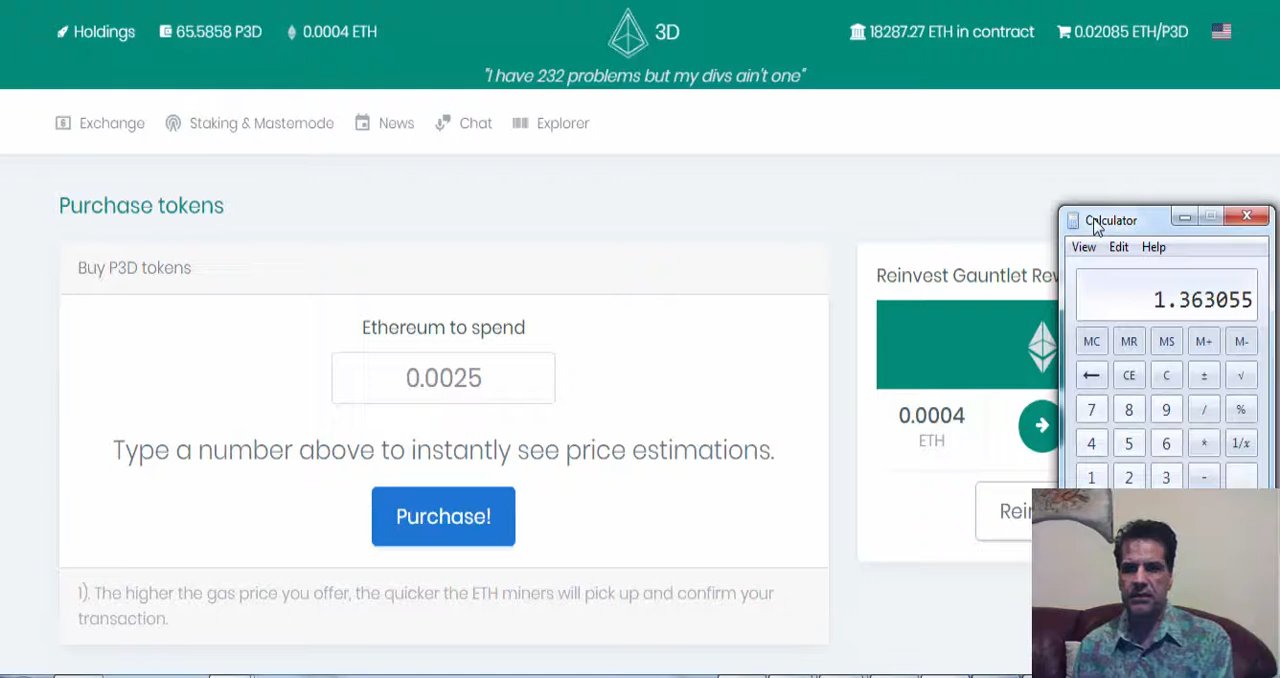 Holdings 65.5858 P3D 0.0004 ETH
3D
18287.27 ETH in contract 0.02085 ETH/P3D
"I have 232 problems but my divs ain't one"
Exchange Staking & Mastemode News Chat Explorer
Purchase tokens
Buy P3D tokens
Ethereum to spend
0.0025
Type a number above to instantly see price estimations.
Purchase!
1). The higher the gas price you offer, the quicker the ETH miners will pick up and confirm your
transaction.
Reinvest Gauntlet Rev
0.0004
ETH
Rei
Calculator
View Edit Help
1.363055
MC MR MS M+ M-
← CE C ± √
7 8 9 / %
4 5 6 * 1/x
1 2 3 -